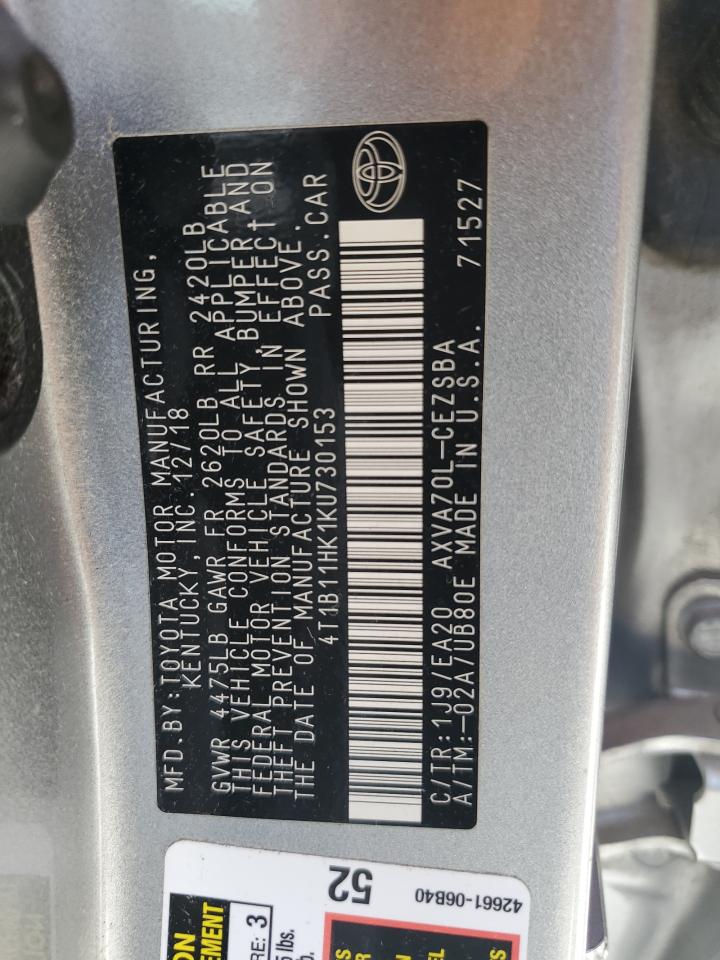 MFD.BY:TOYOTA MOTOR MANUFACTURING,
KENTUCKY, INC. 12/18
GVWR 4475LB GAWR FR 2620LB RR 2420LB
THIS VEHICLE CONFORMS TO ALL APPLICABLE
FEDERAL MOTOR VEHICLE SAFETY, BUMPER, AND
THEFT PREVENTION STANDARDS IN EFFECT ON
THE DATE OF MANUFACTURE SHOWN ABOVE.
4T1B11HK1KU730153 PASS.CAR
C/TR:1J9/EA20 AXVA70L-CEZSBA
A/TM:-02A/UB80E MADE IN U.S.A. 71527
52
42661-06B40